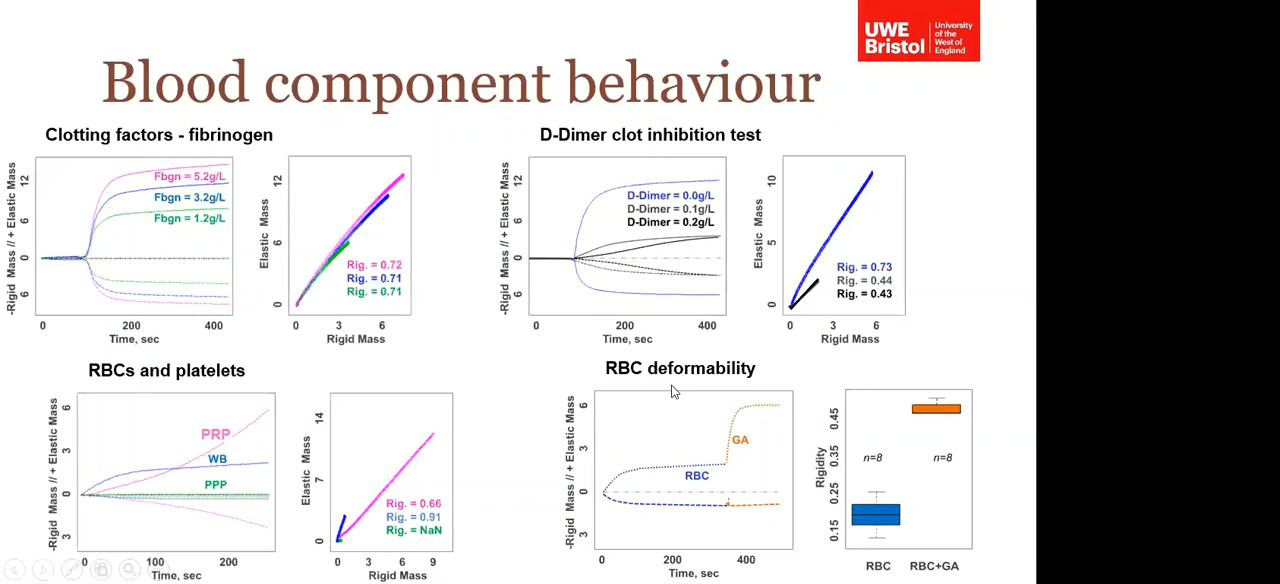 UWE
Bristol
University
of the
West of
England
Blood component behaviour
Clotting factors - fibrinogen
-Rigid Mass // + Elastic Mass
12
6
0
6
Fbgn = 5.2g/L
Fbgn = 3.2g/L
Fbgn = 1.2g/L
0 200 400
Time, sec
Elastic Mass
12
6
0
Rig. = 0.72
Rig. = 0.71
Rig. = 0.71
0 3 6
Rigid Mass
D-Dimer clot inhibition test
-Rigid Mass // + Elastic Mass
12
6
0
6
D-Dimer = 0.0g/L
D-Dimer = 0.1g/L
D-Dimer = 0.2g/L
0 200 400
Time, sec
Elastic Mass
10
5
0
Rig. = 0.73
Rig. = 0.44
Rig. = 0.43
0 3 6
Rigid Mass
RBCs and platelets
-Rigid Mass // + Elastic Mass
6
3
0
3
PRP
WB
PPP
0 100 200
Time, sec
Elastic Mass
14
7
0
Rig. = 0.66
Rig. = 0.91
Rig. = NaN
0 3 6 9
Rigid Mass
RBC deformability
-Rigid Mass // + Elastic Mass
6
3
0
3
GA
RBC
0 200 400
Time, sec
Rigidity
0.45
0.35
0.25
0.15
n=8
n=8
RBC RBC+GA